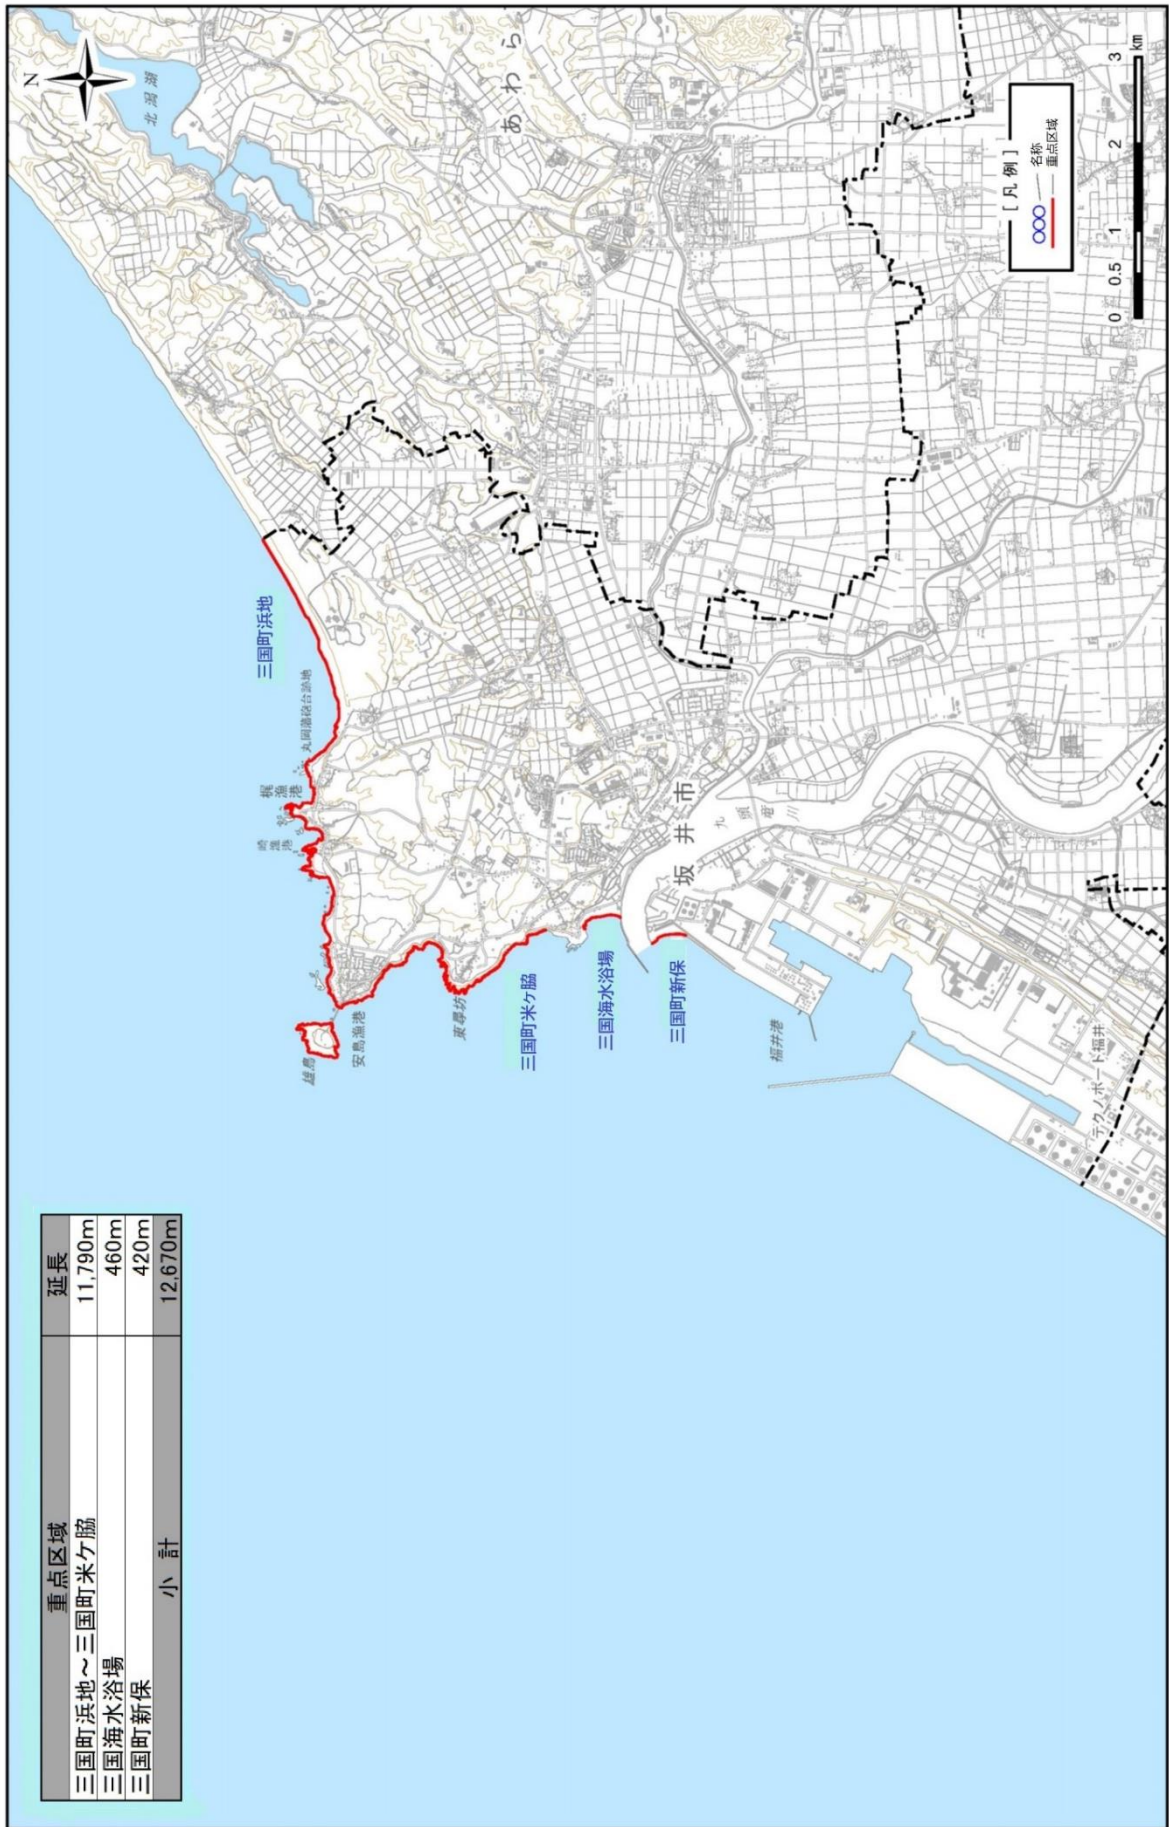 重点区域 延長
三国町浜地～三国町米ケ脇 11,790m
三国海水浴場 460m
三国町新保 420m
小計 12,670m
N
北潟湖
あわら
三国町浜地
丸岡藩砲台跡地
梶漁港
崎漁港
雄島
安島漁港
東尋坊
三国町米ケ脇
三国海水浴場
三国町新保
坂井市
九頭竜川
福井港
テクノポート福井
[凡例]
○○○ 名称
重点区域
0 0.5 1 2 3
km